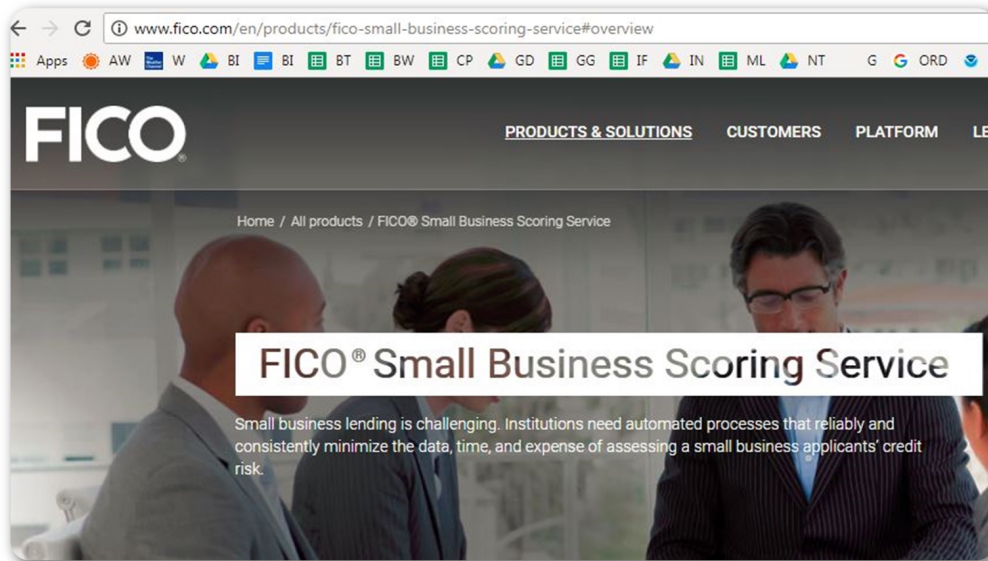 www.fico.com/en/products/fico-small-business-scoring-service#overview
Apps AW W BI BI BT BW CP GD GG IF IN ML NT G ORD
FICO®
PRODUCTS & SOLUTIONS CUSTOMERS PLATFORM LE
Home / All products / FICO® Small Business Scoring Service
FICO® Small Business Scoring Service
Small business lending is challenging. Institutions need automated processes that reliably and
consistently minimize the data, time, and expense of assessing a small business applicants' credit
risk.